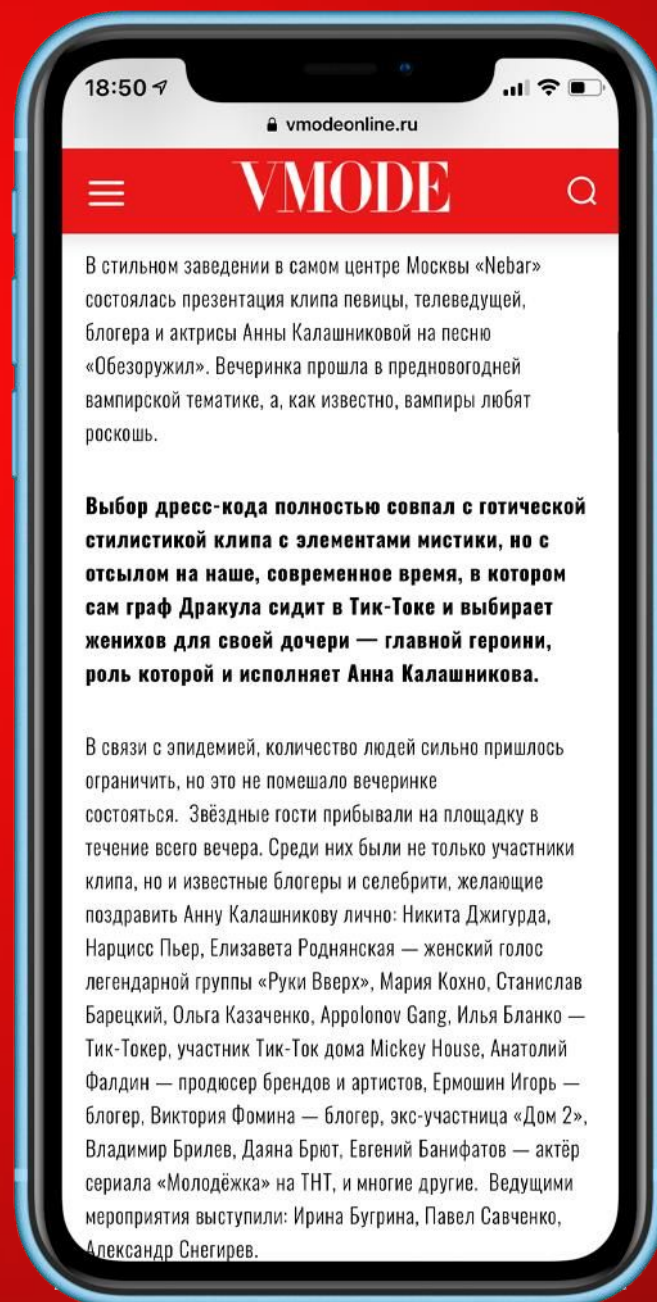 18:50
vmodeonline.ru
VMODE
В стильном заведении в самом центре Москвы «Nebar»
состоялась презентация клипа певицы, телеведущей,
блогера и актрисы Анны Калашниковой на песню
«Обезоружил». Вечеринка прошла в предновогодней
вампирской тематике, а, как известно, вампиры любят
роскошь.
Выбор дресс-кода полностью совпал с готической
стилистикой клипа с элементами мистики, но с
отсылом на наше, современное время, в котором
сам граф Дракула сидит в Тик-Токе и выбирает
женихов для своей дочери — главной героини,
роль которой и исполняет Анна Калашникова.
В связи с эпидемией, количество людей сильно пришлось
ограничить, но это не помешало вечеринке
состояться. Звёздные гости прибывали на площадку в
течение всего вечера. Среди них были не только участники
клипа, но и известные блогеры и селебрити, желающие
поздравить Анну Калашникову лично: Никита Джигурда,
Нарцисс Пьер, Елизавета Роднянская — женский голос
легендарной группы «Руки Вверх», Мария Кохно, Станислав
Барецкий, Ольга Казаченко, Appolonov Gang, Илья Бланко —
Тик-Токер, участник Тик-Ток дома Mickey House, Анатолий
Фалдин — продюсер брендов и артистов, Ермошин Игорь —
блогер, Виктория Фомина — блогер, экс-участница «Дом 2»,
Владимир Брилев, Даяна Брют, Евгений Банифатов — актёр
сериала «Молодёжка» на ТНТ, и многие другие. Ведущими
мероприятия выступили: Ирина Бугрина, Павел Савченко,
Александр Снегирев.